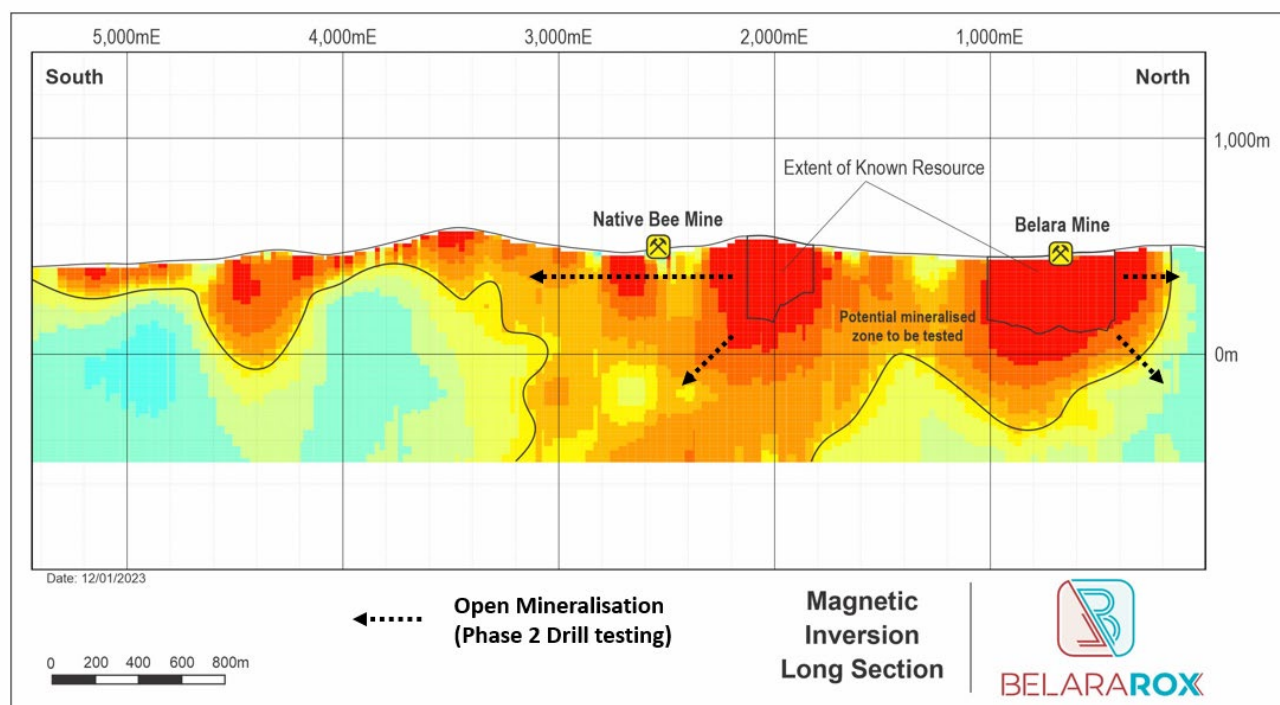 5,000mE 4,000mE 3,000mE 2,000mE 1,000mE
South
North
1,000m
Extent of Known Resource
Native Bee Mine
Belara Mine
Potential mineralised
zone to be tested
0m
Date: 12/01/2023
Open Mineralisation
(Phase 2 Drill testing)
0 200 400 600 800m
Magnetic
Inversion
Long Section
BELARAROX